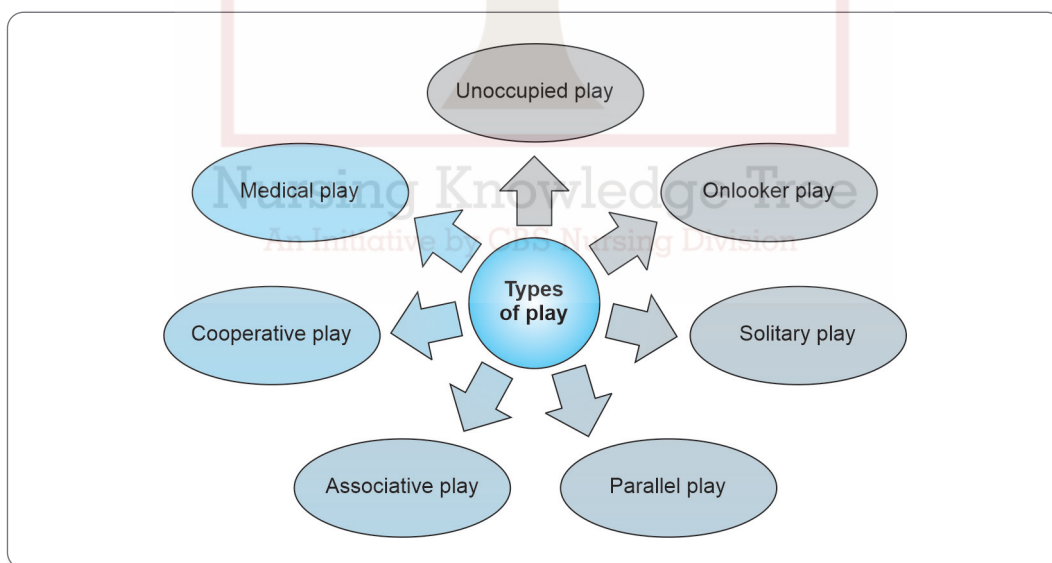 Unoccupied play
Medical play
Onlooker play
Nursing Knowledge Tree
An Initiative by CBS Nursing Division
Types
of play
Cooperative play
Solitary play
Associative play
Parallel play